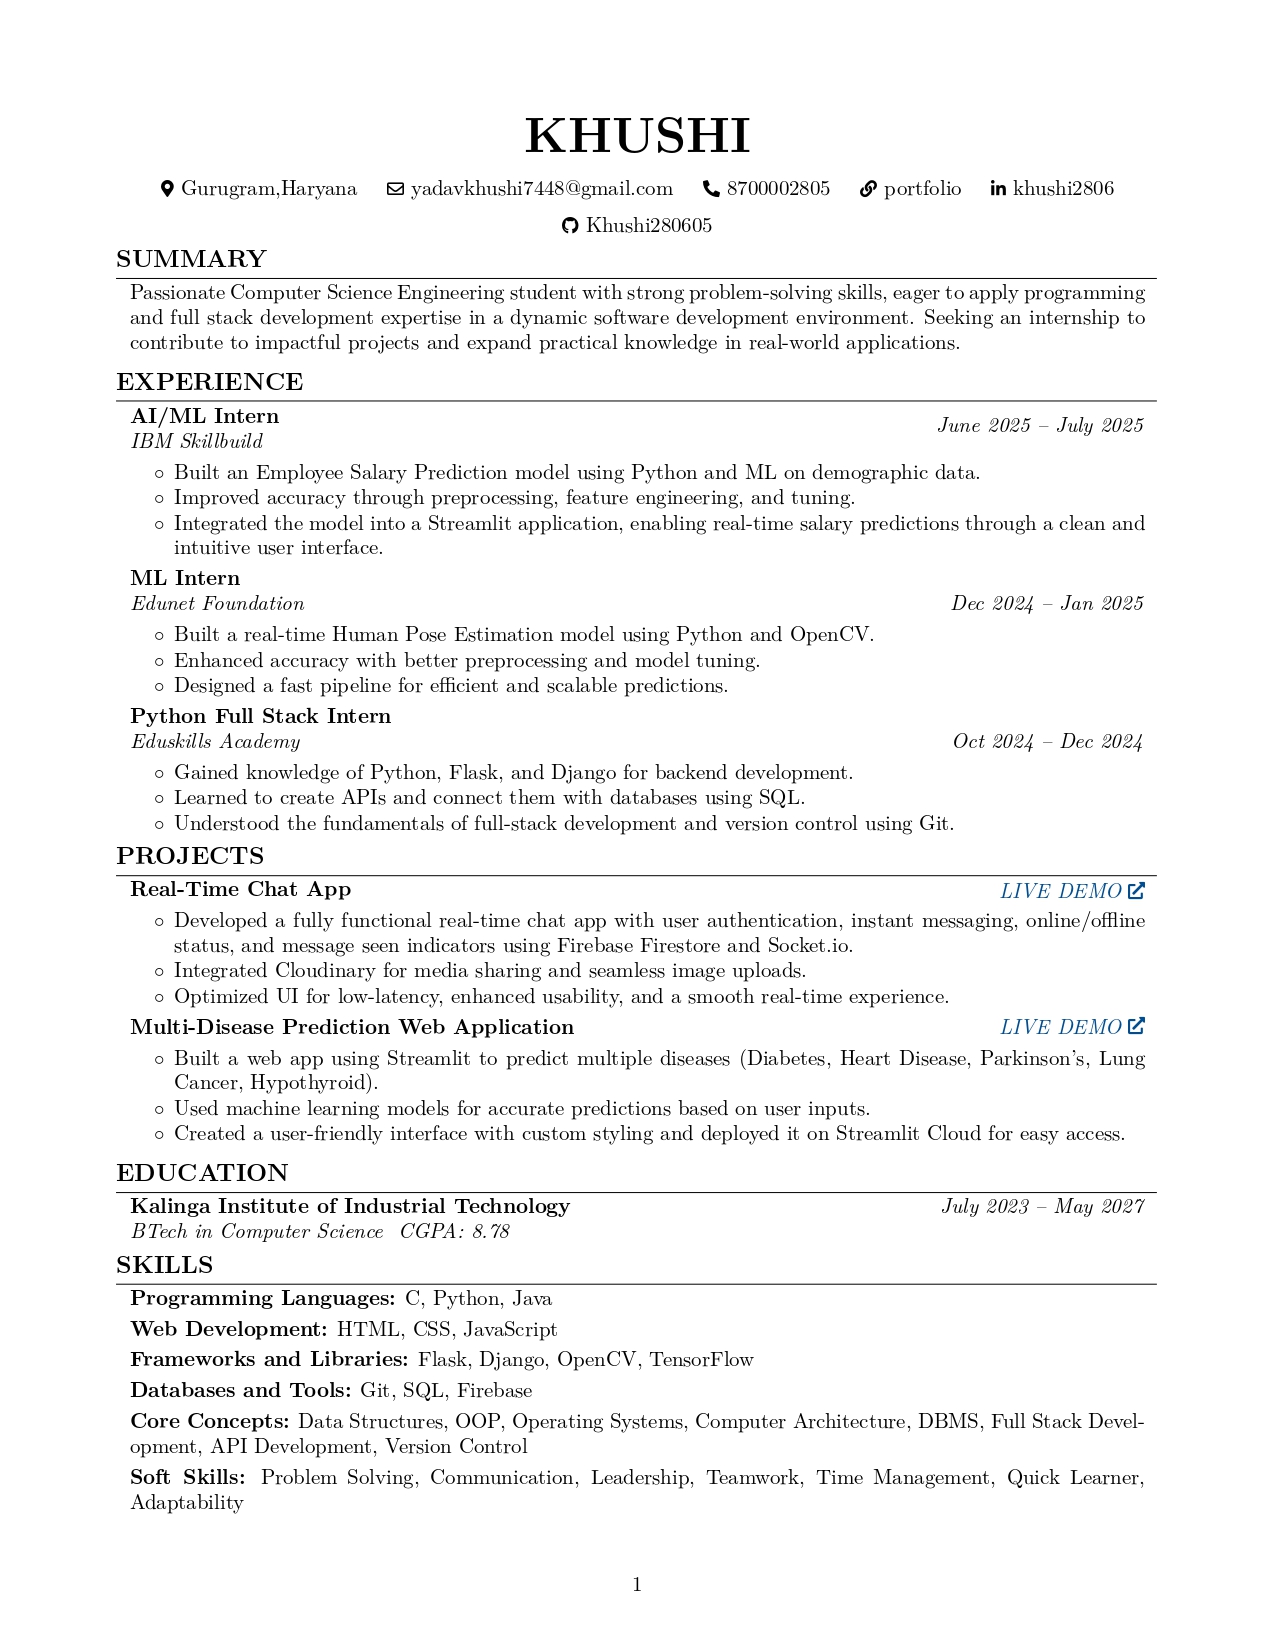 KHUSHI
Gurugram,Haryana yadavkhushi7448@gmail.com 8700002805 portfolio khushi2806
Khushi280605
SUMMARY
Passionate Computer Science Engineering student with strong problem-solving skills, eager to apply programming
and full stack development expertise in a dynamic software development environment. Seeking an internship to
contribute to impactful projects and expand practical knowledge in real-world applications.
EXPERIENCE
AI/ML Intern
June 2025 – July 2025
IBM Skillbuild
◦ Built an Employee Salary Prediction model using Python and ML on demographic data.
◦ Improved accuracy through preprocessing, feature engineering, and tuning.
◦ Integrated the model into a Streamlit application, enabling real-time salary predictions through a clean and
intuitive user interface.
ML Intern
Edunet Foundation Dec 2024 – Jan 2025
◦ Built a real-time Human Pose Estimation model using Python and OpenCV.
◦ Enhanced accuracy with better preprocessing and model tuning.
◦ Designed a fast pipeline for efficient and scalable predictions.
Python Full Stack Intern
Eduskills Academy Oct 2024 – Dec 2024
◦ Gained knowledge of Python, Flask, and Django for backend development.
◦ Learned to create APIs and connect them with databases using SQL.
◦ Understood the fundamentals of full-stack development and version control using Git.
PROJECTS
Real-Time Chat App LIVE DEMO
◦ Developed a fully functional real-time chat app with user authentication, instant messaging, online/offline
status, and message seen indicators using Firebase Firestore and Socket.io.
◦ Integrated Cloudinary for media sharing and seamless image uploads.
◦ Optimized UI for low-latency, enhanced usability, and a smooth real-time experience.
Multi-Disease Prediction Web Application LIVE DEMO
◦ Built a web app using Streamlit to predict multiple diseases (Diabetes, Heart Disease, Parkinson's, Lung
Cancer, Hypothyroid).
◦ Used machine learning models for accurate predictions based on user inputs.
◦ Created a user-friendly interface with custom styling and deployed it on Streamlit Cloud for easy access.
EDUCATION
Kalinga Institute of Industrial Technology July 2023 – May 2027
BTech in Computer Science CGPA: 8.78
SKILLS
Programming Languages: C, Python, Java
Web Development: HTML, CSS, JavaScript
Frameworks and Libraries: Flask, Django, OpenCV, TensorFlow
Databases and Tools: Git, SQL, Firebase
Core Concepts: Data Structures, OOP, Operating Systems, Computer Architecture, DBMS, Full Stack Devel-
opment, API Development, Version Control
Soft Skills: Problem Solving, Communication, Leadership, Teamwork, Time Management, Quick Learner,
Adaptability
1